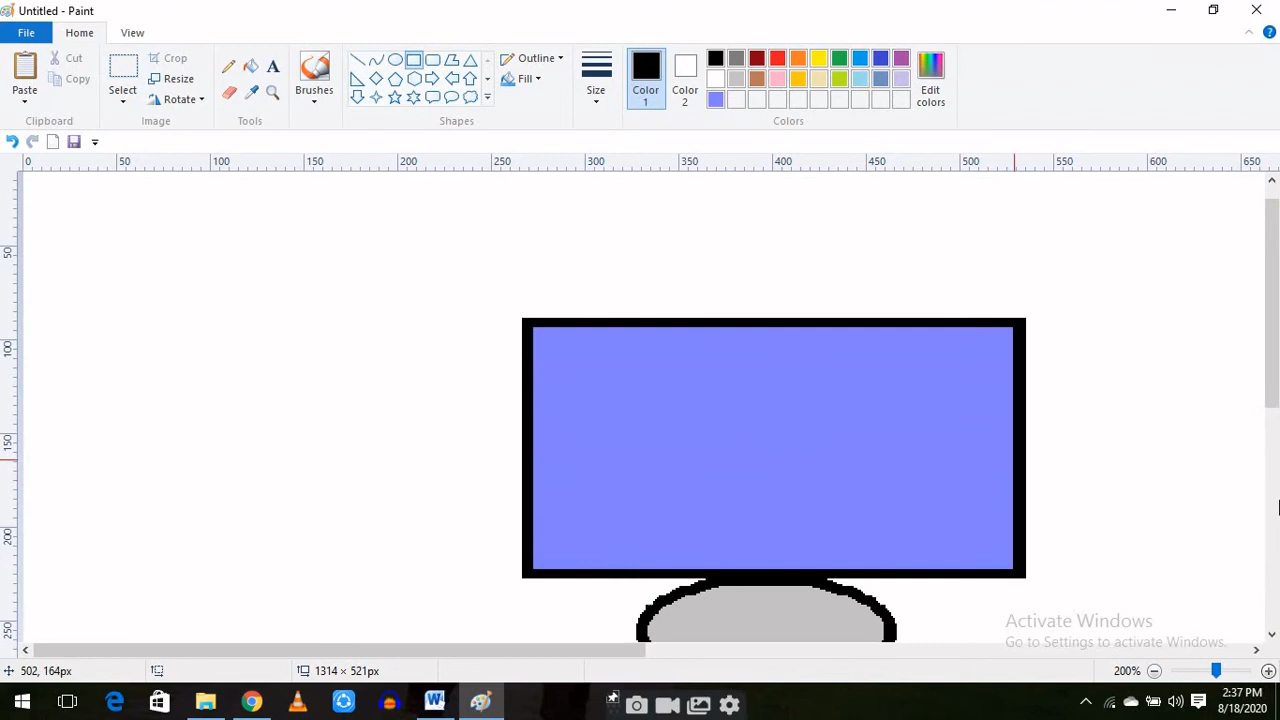 Untitled - Paint
File Home View
Paste
Cut
Copy
Clipboard
Select
Crop
Resize
Rotate
Image
Tools
Brushes
Shapes
Outline
Fill
Size
Color 1
Color 2
Edit colors
Colors
0 50 100 150 200 250 300 350 400 450 500 550 600 650
50
100
150
200
250
Activate Windows
Go to Settings to activate Windows.
502, 164px
1314 × 521px
200%
2:37 PM
8/18/2020